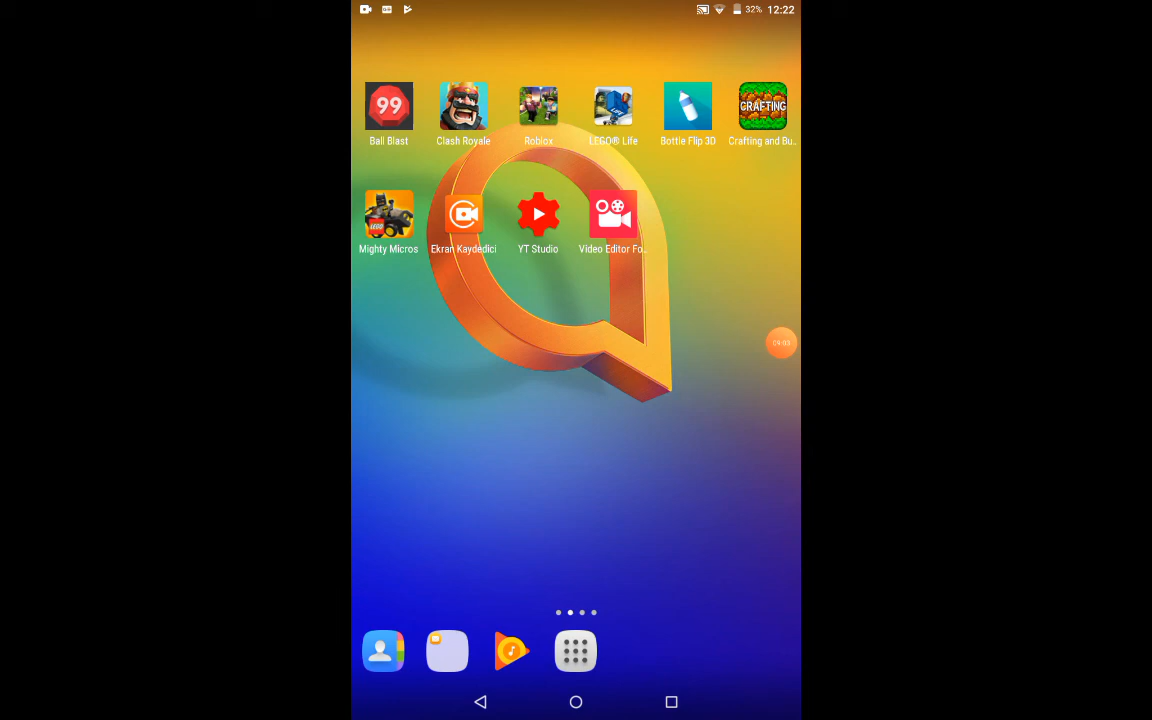 32% 12:22
99
CRAFTING
Ball Blast Clash Royale Roblox LEGO® Life Bottle Flip 3D Crafting and Bu..
LEGO
Mighty Micros Ekran Kaydedici YT Studio Video Editor Fo..